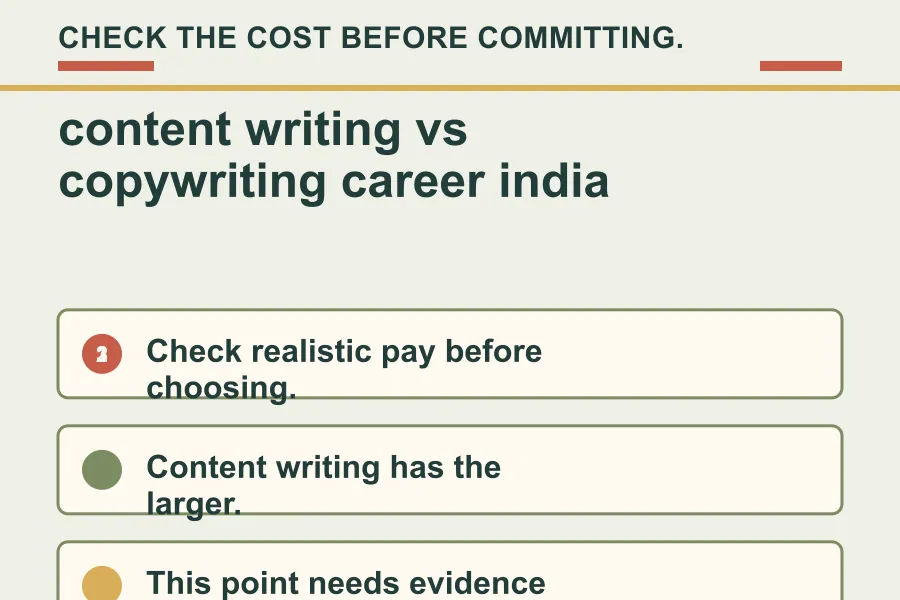 CHECK THE COST BEFORE COMMITTING.
content writing vs
copywriting career india
Check realistic pay before
choosing.
Content writing has the
larger.
This point needs evidence